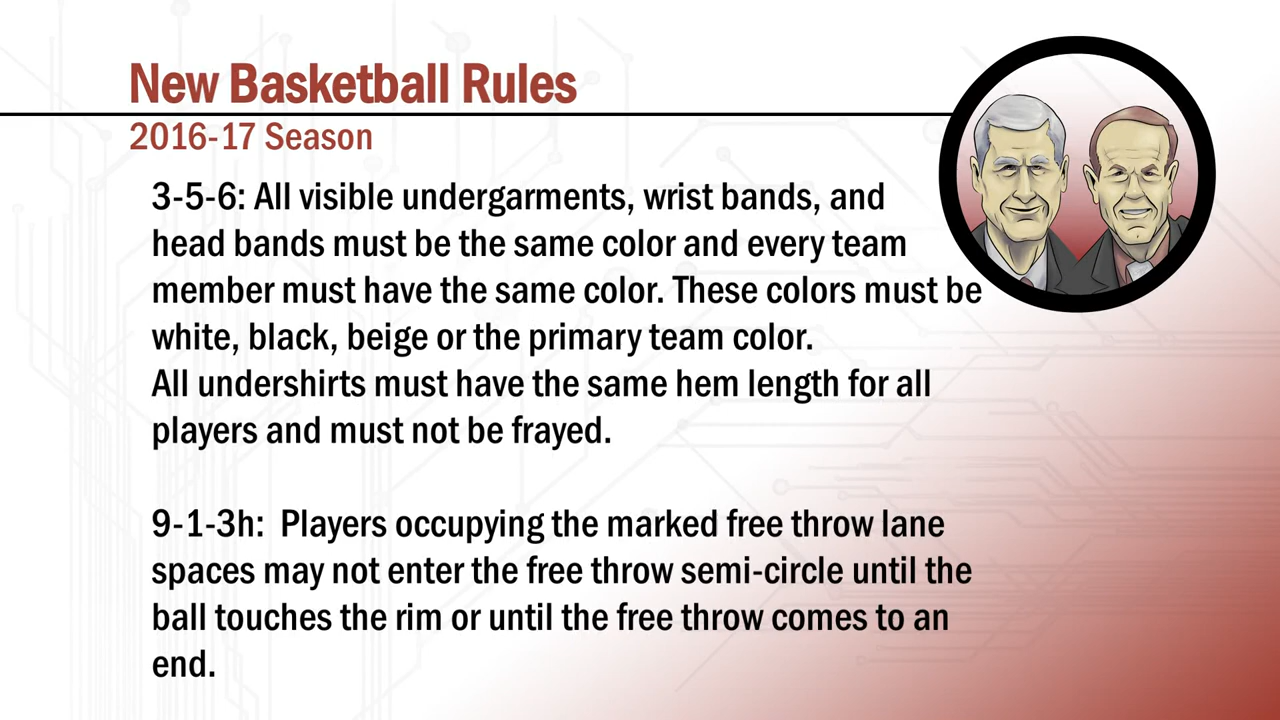 New Basketball Rules
2016-17 Season
3-5-6: All visible undergarments, wrist bands, and
head bands must be the same color and every team
member must have the same color. These colors must be
white, black, beige or the primary team color.
All undershirts must have the same hem length for all
players and must not be frayed.
9-1-3h:  Players occupying the marked free throw lane
spaces may not enter the free throw semi-circle until the
ball touches the rim or until the free throw comes to an
end.